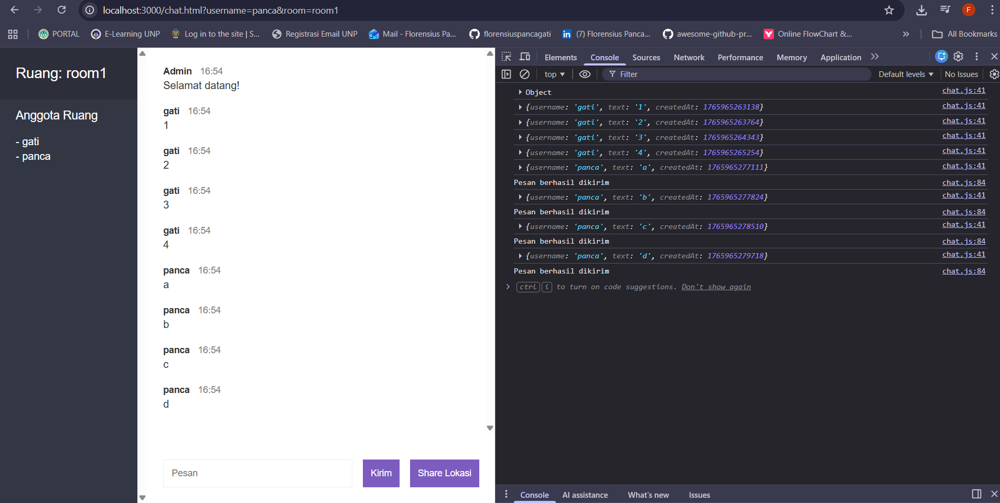 localhost:3000/chat.html?username=panca&room=room1
F
PORTAL
E-Learning UNP
Log in to the site | S...
Registrasi Email UNP
Mail - Florensius Pa...
florensiuspancagati
(7) Florensius Panca...
awesome-github-pr...
Online FlowChart &...
»
All Bookmarks
Ruang: room1
Anggota Ruang
- gati
- panca
Admin 16:54
Selamat datang!
gati 16:54
1
gati 16:54
2
gati 16:54
3
gati 16:54
4
panca 16:54
a
panca 16:54
b
panca 16:54
c
panca 16:54
d
Pesan
Kirim
Share Lokasi
Elements
Console
Sources
Network
Performance
Memory
Application
top
Filter
Default levels
No Issues
Object chat.js:41
{username: 'gati', text: '1', createdAt: 1765965263138} chat.js:41
{username: 'gati', text: '2', createdAt: 1765965263764} chat.js:41
{username: 'gati', text: '3', createdAt: 1765965264343} chat.js:41
{username: 'gati', text: '4', createdAt: 1765965265254} chat.js:41
{username: 'panca', text: 'a', createdAt: 1765965277111} chat.js:41
Pesan berhasil dikirim chat.js:84
{username: 'panca', text: 'b', createdAt: 1765965277824} chat.js:41
Pesan berhasil dikirim chat.js:84
{username: 'panca', text: 'c', createdAt: 1765965278510} chat.js:41
Pesan berhasil dikirim chat.js:84
{username: 'panca', text: 'd', createdAt: 1765965279718} chat.js:41
Pesan berhasil dikirim chat.js:84
ctrl i to turn on code suggestions. Don't show again
Console
AI assistance
What's new
Issues